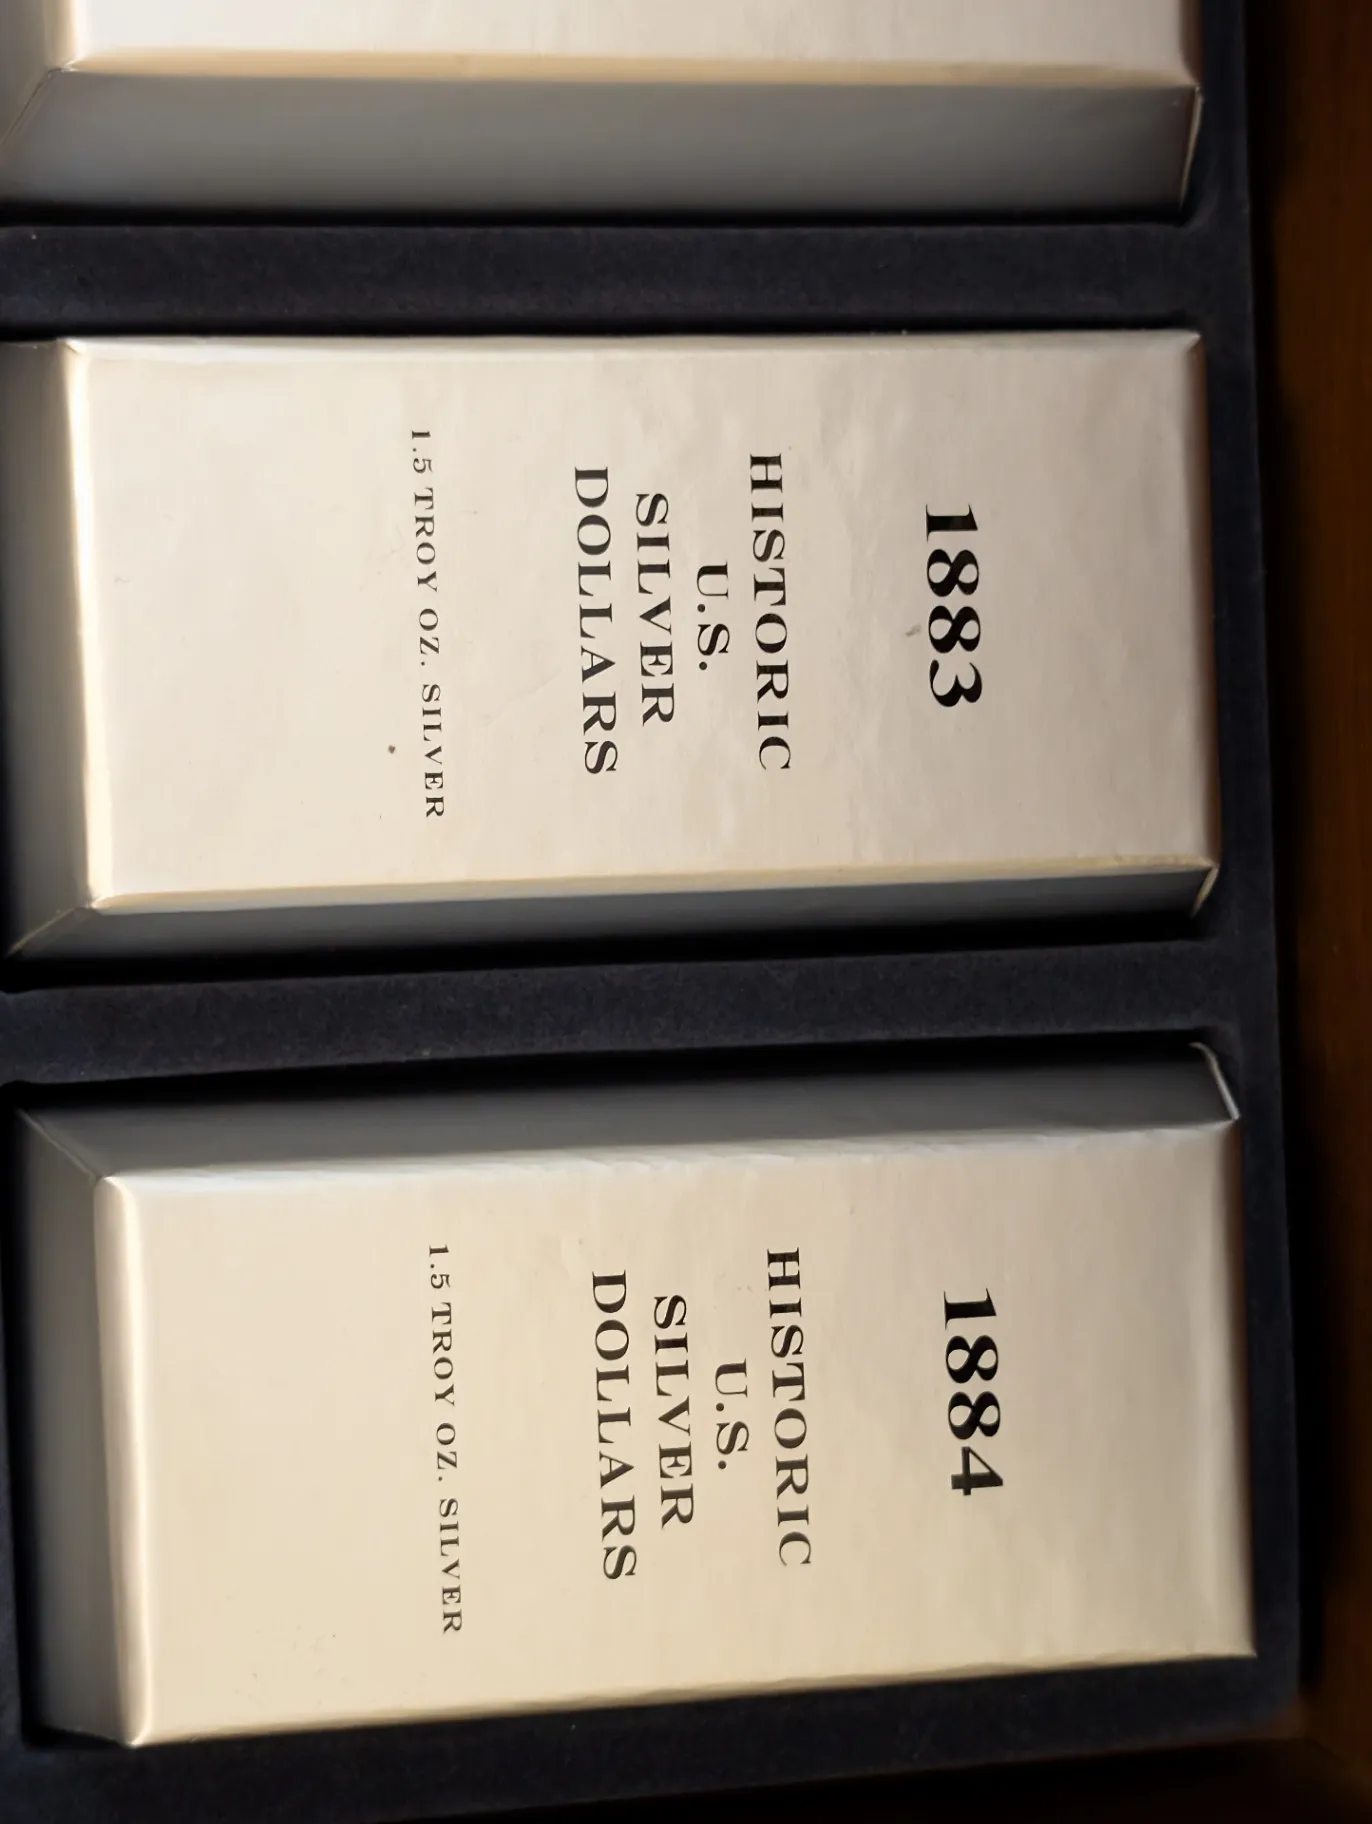 1883
HISTORIC
U.S.
SILVER
DOLLARS
1.5 TROY OZ. SILVER
1884
HISTORIC
U.S.
SILVER
DOLLARS
1.5 TROY OZ. SILVER